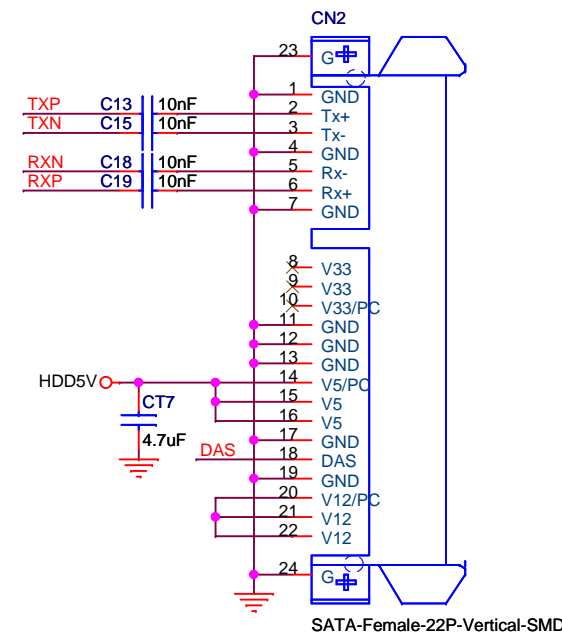 CN2
23 G
1 GND
TXP C13 10nF 2 Tx+
TXN C15 10nF 3 Tx-
4 GND
RXN C18 10nF 5 Rx-
RXP C19 10nF 6 Rx+
7 GND
8 V33
9 V33
10 V33/PC
11 GND
12 GND
13 GND
HDD5V 14 V5/PC
CT7 15 V5
16 V5
4.7uF 17 GND
DAS 18 DAS
19 GND
20 V12/PC
21 V12
22 V12
24 G
SATA-Female-22P-Vertical-SMD